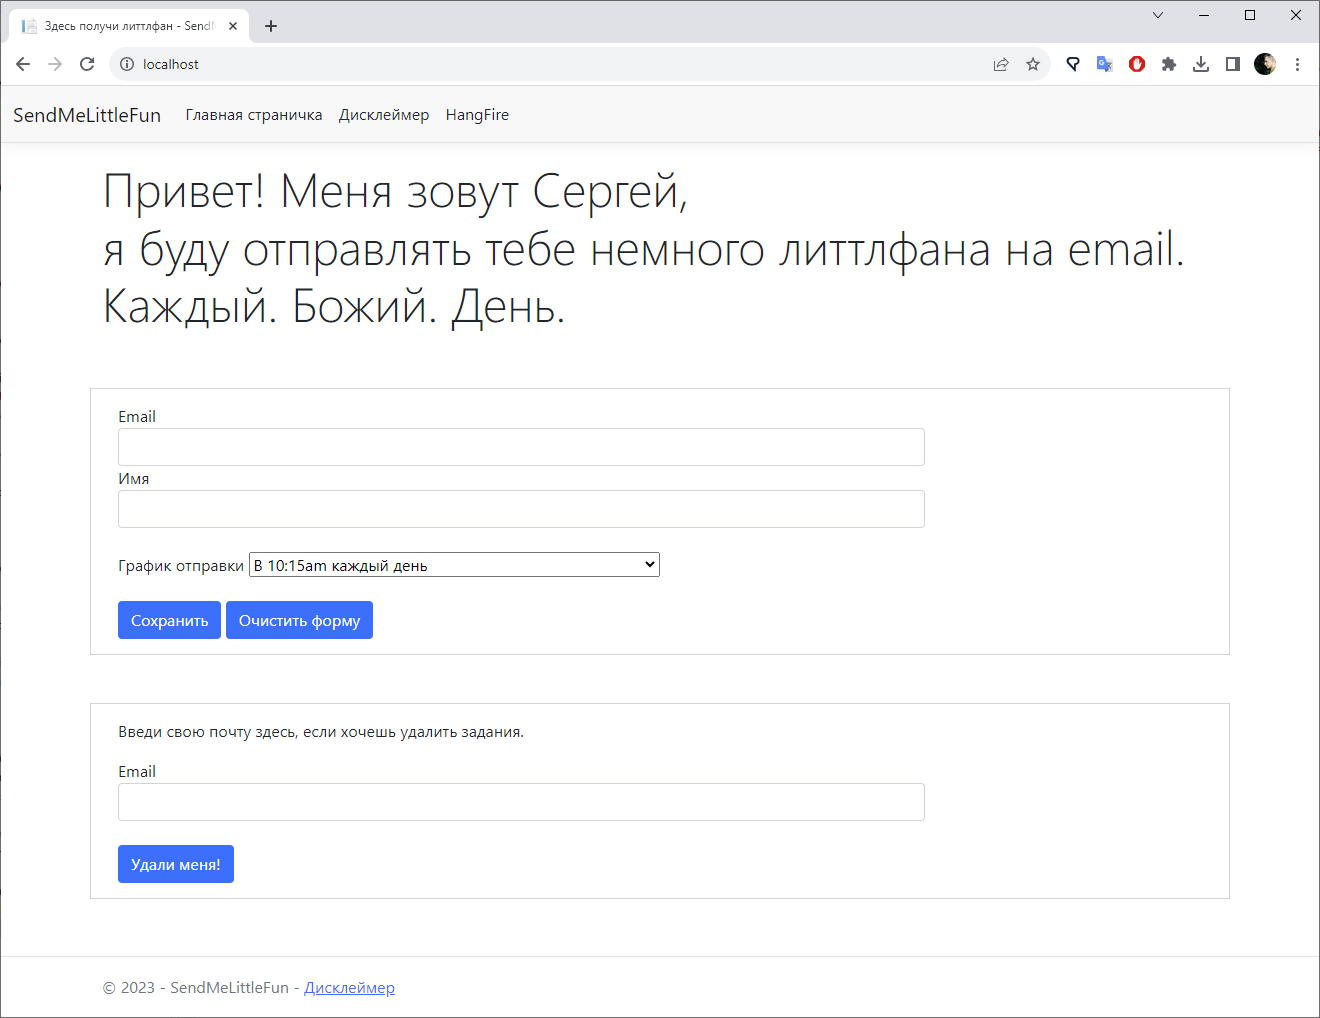 Здесь получи литтлфан - Send
localhost
SendMeLittleFun Главная страничка Дисклеймер HangFire
Привет! Меня зовут Сергей,
я буду отправлять тебе немного литтлфана на email.
Каждый. Божий. День.
Email
Имя
График отправки В 10:15am каждый день
Сохранить Очистить форму
Введи свою почту здесь, если хочешь удалить задания.
Email
Удали меня!
© 2023 - SendMeLittleFun - Дисклеймер